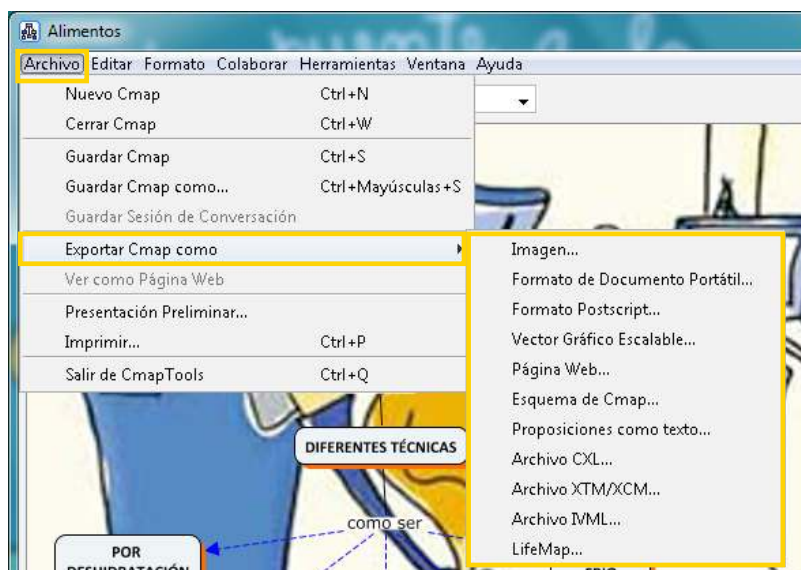 Alimentos
Archivo Editar Formato Colaborar Herramientas Ventana Ayuda
Nuevo Cmap Ctrl+N
Cerrar Cmap Ctrl+W
Guardar Cmap Ctrl+S
Guardar Cmap como... Ctrl+Mayúsculas+S
Guardar Sesión de Conversación
Exportar Cmap como
Ver como Página Web
Presentación Preliminar...
Imprimir... Ctrl+P
Salir de CmapTools Ctrl+Q
Imagen...
Formato de Documento Portátil...
Formato Postscript...
Vector Gráfico Escalable...
Página Web...
Esquema de Cmap...
Proposiciones como texto...
Archivo CXL...
Archivo XTM/XCM...
Archivo IVML...
LifeMap...
DIFERENTES TÉCNICAS
como ser
POR
DESHIDRATACIÓN